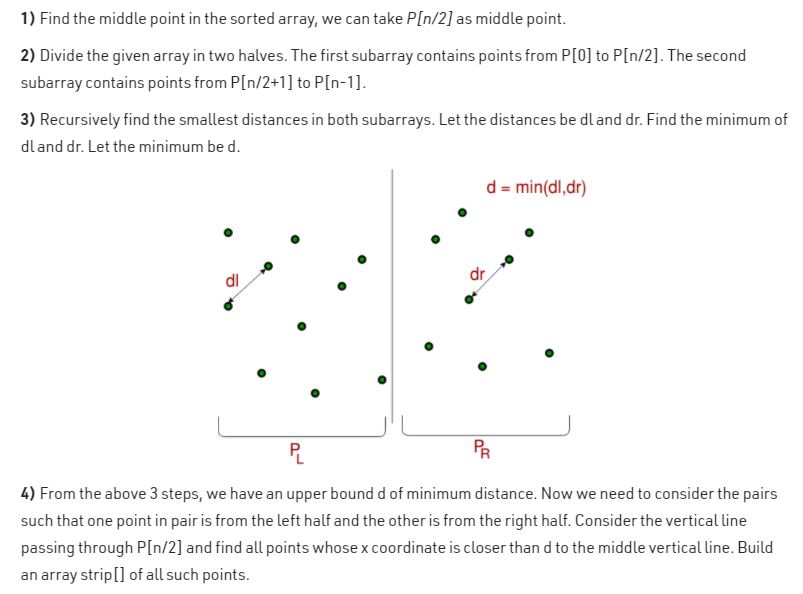 1) Find the middle point in the sorted array, we can take P[n/2] as middle point.
2) Divide the given array in two halves. The first subarray contains points from P[0] to P[n/2]. The second
subarray contains points from P[n/2+1] to P[n-1].
3) Recursively find the smallest distances in both subarrays. Let the distances be dl and dr. Find the minimum of
dl and dr. Let the minimum be d.
d = min(dl,dr)
dl
dr
PL
PR
4) From the above 3 steps, we have an upper bound d of minimum distance. Now we need to consider the pairs
such that one point in pair is from the left half and the other is from the right half. Consider the vertical line
passing through P[n/2] and find all points whose x coordinate is closer than d to the middle vertical line. Build
an array strip[] of all such points.